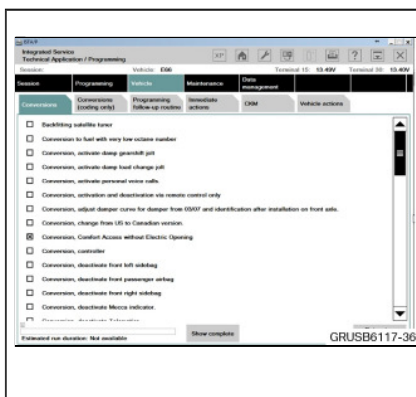 Integrated Service
Technical Application / Programming
Session: Vehicle: E66 Terminal 15: 13.49V Terminal 30: 13.40V
Session Programming Vehicle Maintenance Data management
Conversions Conversions (coding only) Programming follow-up routine Immediate actions CKM Vehicle actions
Backfitting satellite tuner
Conversion to fuel with very low octane number
Conversion, activate damp gearshift jolt
Conversion, activate damp load change jolt
Conversion, activate personal voice calls
Conversion, activation and deactivation via remote control only
Conversion, adjust damper curve for damper from 05/07 and identification after installation on front axle.
Conversion, change from US to Canadian version.
Conversion, Comfort Access without Electric Opening
Conversion, controller
Conversion, deactivate front left sidebag
Conversion, deactivate front passenger airbag
Conversion, deactivate front right sidebag
Conversion, deactivate Mecca indicator.
Estimated run duration: Not available
Show complete
GRUSB6117-36